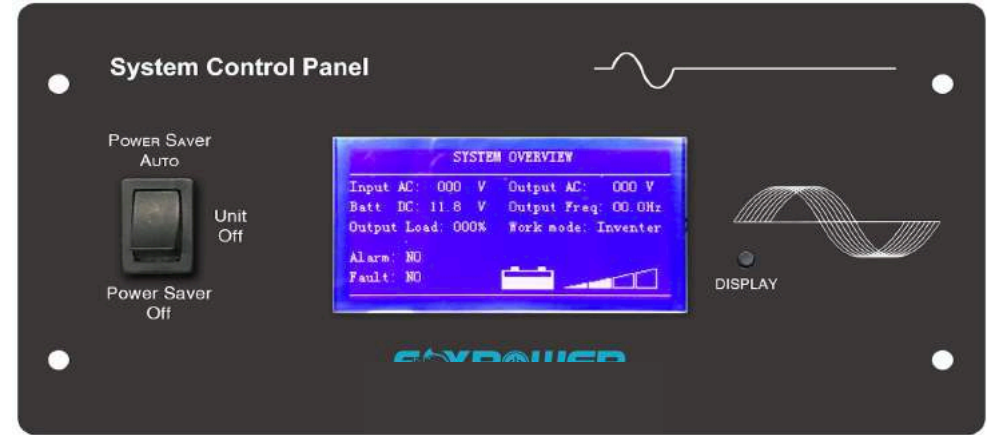 System Control Panel
POWER SAVER
AUTO
Unit
Off
Power Saver
Off
SYSTEM OVERVIEW
Input AC: 000 V Output AC: 000 V
Batt DC: 11.8 V Output Freq: 00.0Hz
Output Load: 000% Work mode: Inventer
Alarm: NO
Fault: NO
DISPLAY